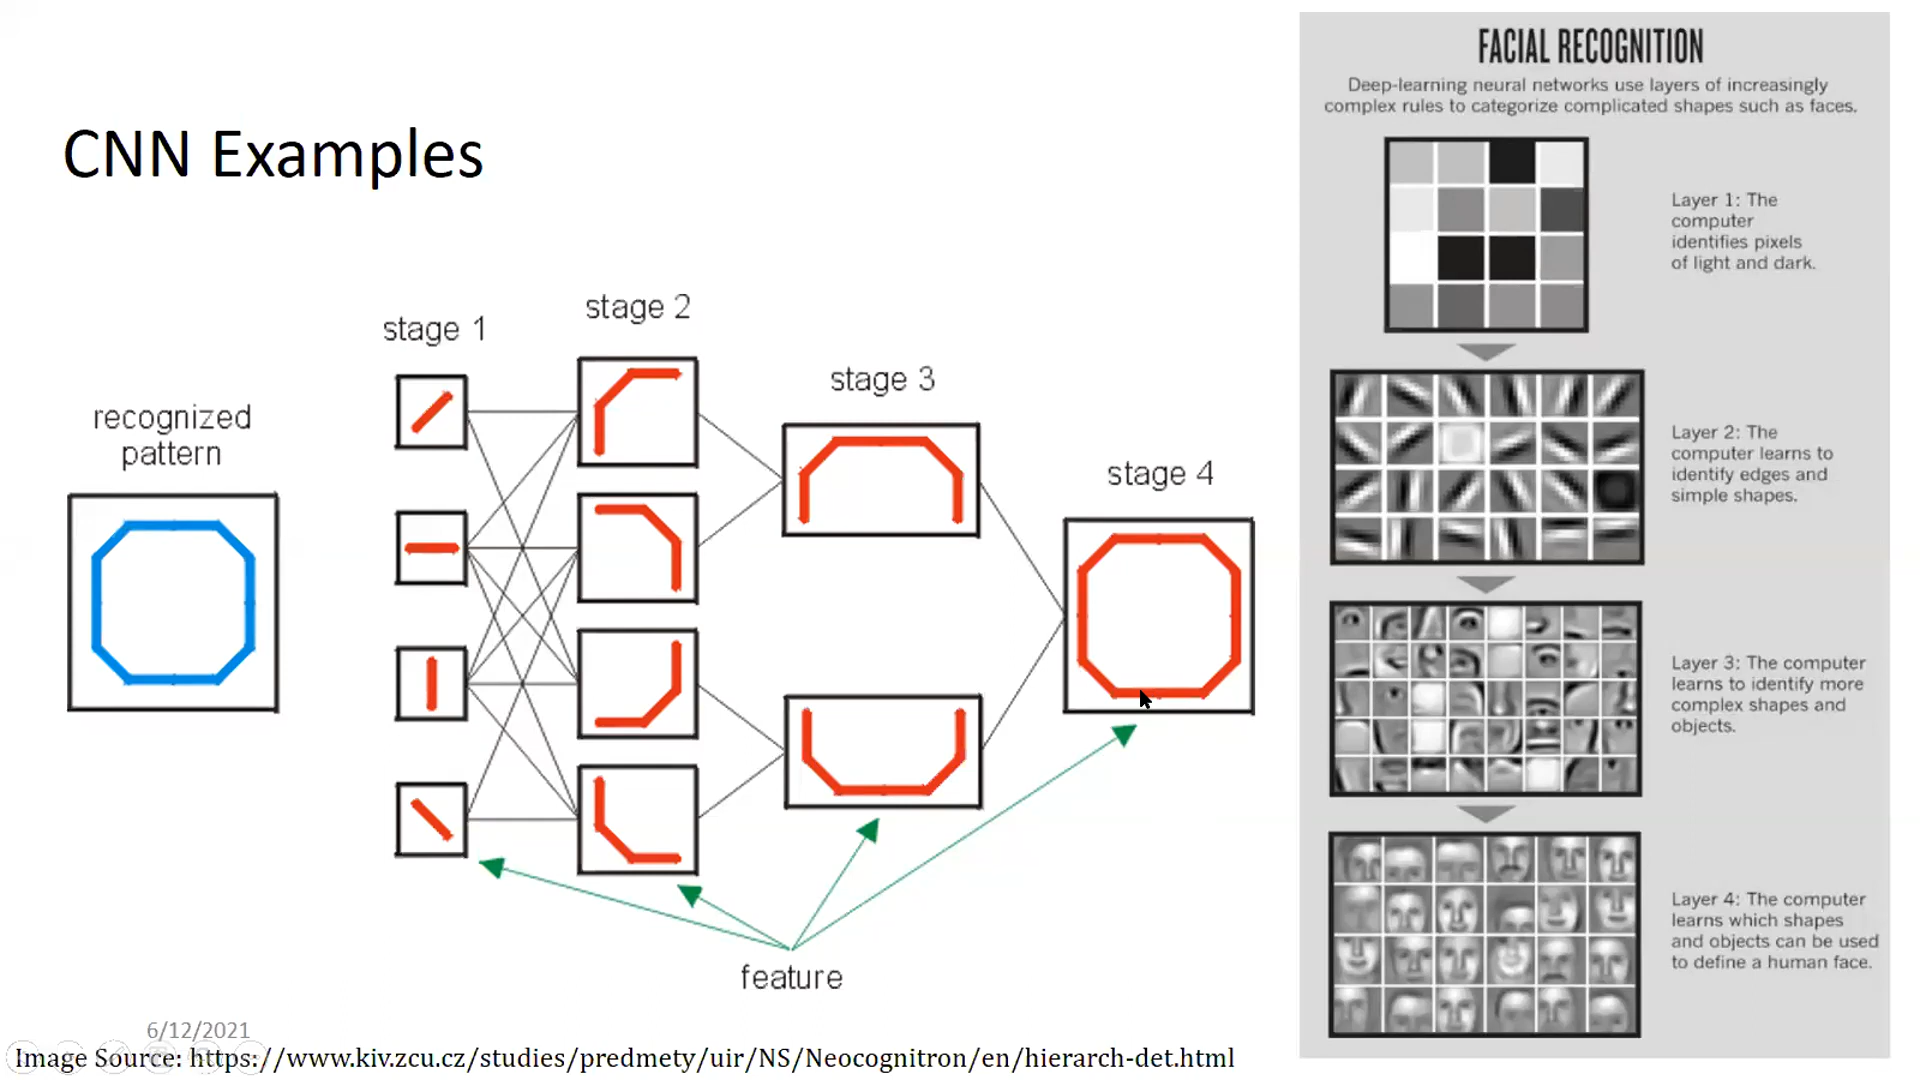 CNN Examples
recognized
pattern
stage 1
stage 2
stage 3
stage 4
feature
6/12/2021
Image Source: https://www.kiv.zcu.cz/studies/predmety/uir/NS/Neocognitron/en/hierarch-det.html
FACIAL RECOGNITION
Deep-learning neural networks use layers of increasingly
complex rules to categorize complicated shapes such as faces.
Layer 1: The
computer
identifies pixels
of light and dark.
Layer 2: The
computer learns to
identify edges and
simple shapes.
Layer 3: The computer
learns to identify more
complex shapes and
objects.
Layer 4: The computer
learns which shapes
and objects can be used
to define a human face.